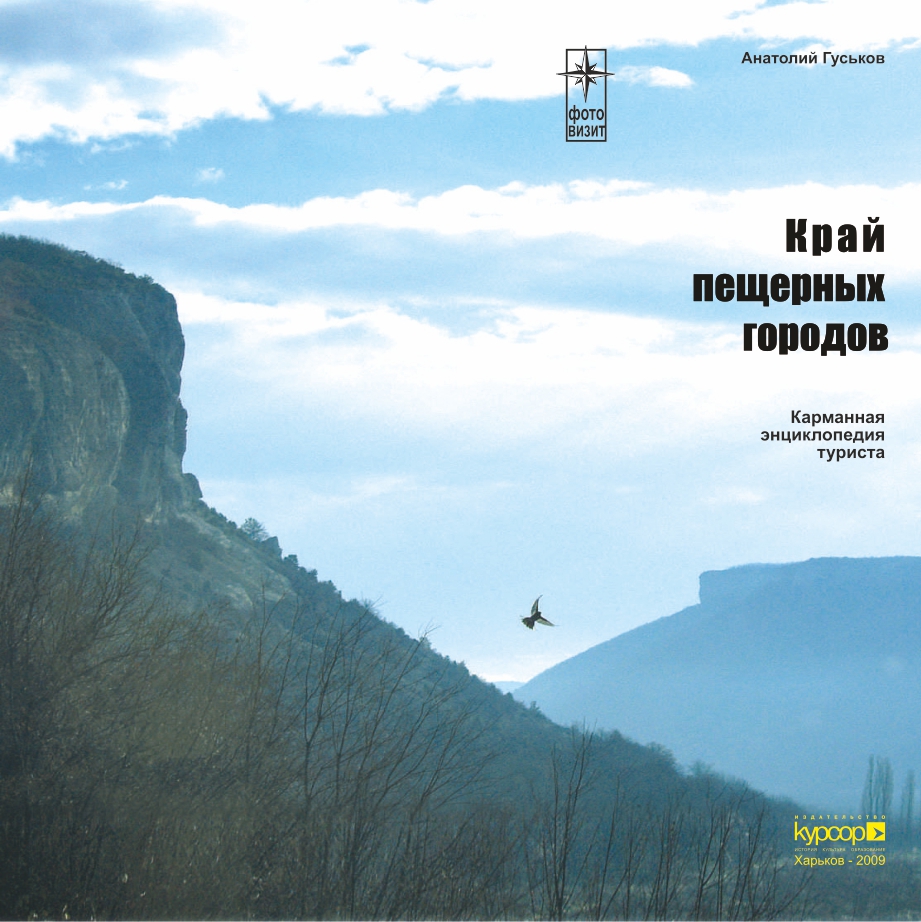 Анатолий Гуськов
фото
визит
Край
пещерных
городов
Карманная
энциклопедия
туриста
ИЗДАТЕЛЬСТВО
курсор
ИСТОРИЯ КУЛЬТУРА ОБРАЗОВАНИЕ
Харьков - 2009